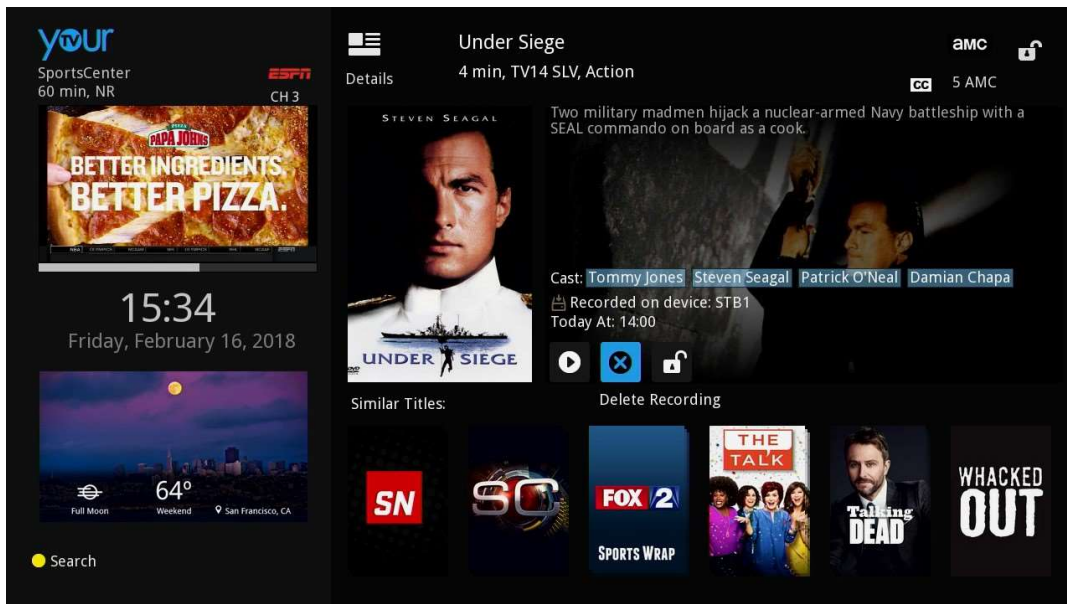 your TV
SportsCenter
60 min, NR
ESPN
CH 3
PIZZA
PAPA JOHNS
BETTER INGREDIENTS.
BETTER PIZZA.
NBA
ESPN
15:34
Friday, February 16, 2018
Full Moon
64°
Weekend
San Francisco, CA
Search
Details
Under Siege
4 min, TV14 SLV, Action
amc
CC
5 AMC
STEVEN SEAGAL
UNDER SIEGE
Two military madmen hijack a nuclear-armed Navy battleship with a
SEAL commando on board as a cook.
Cast: Tommy Jones Steven Seagal Patrick O'Neal Damian Chapa
Recorded on device: STB1
Today At: 14:00
Delete Recording
Similar Titles:
SN
SC
FOX 2
SPORTS WRAP
THE
TALK
Talking
DEAD
WHACKED
OUT